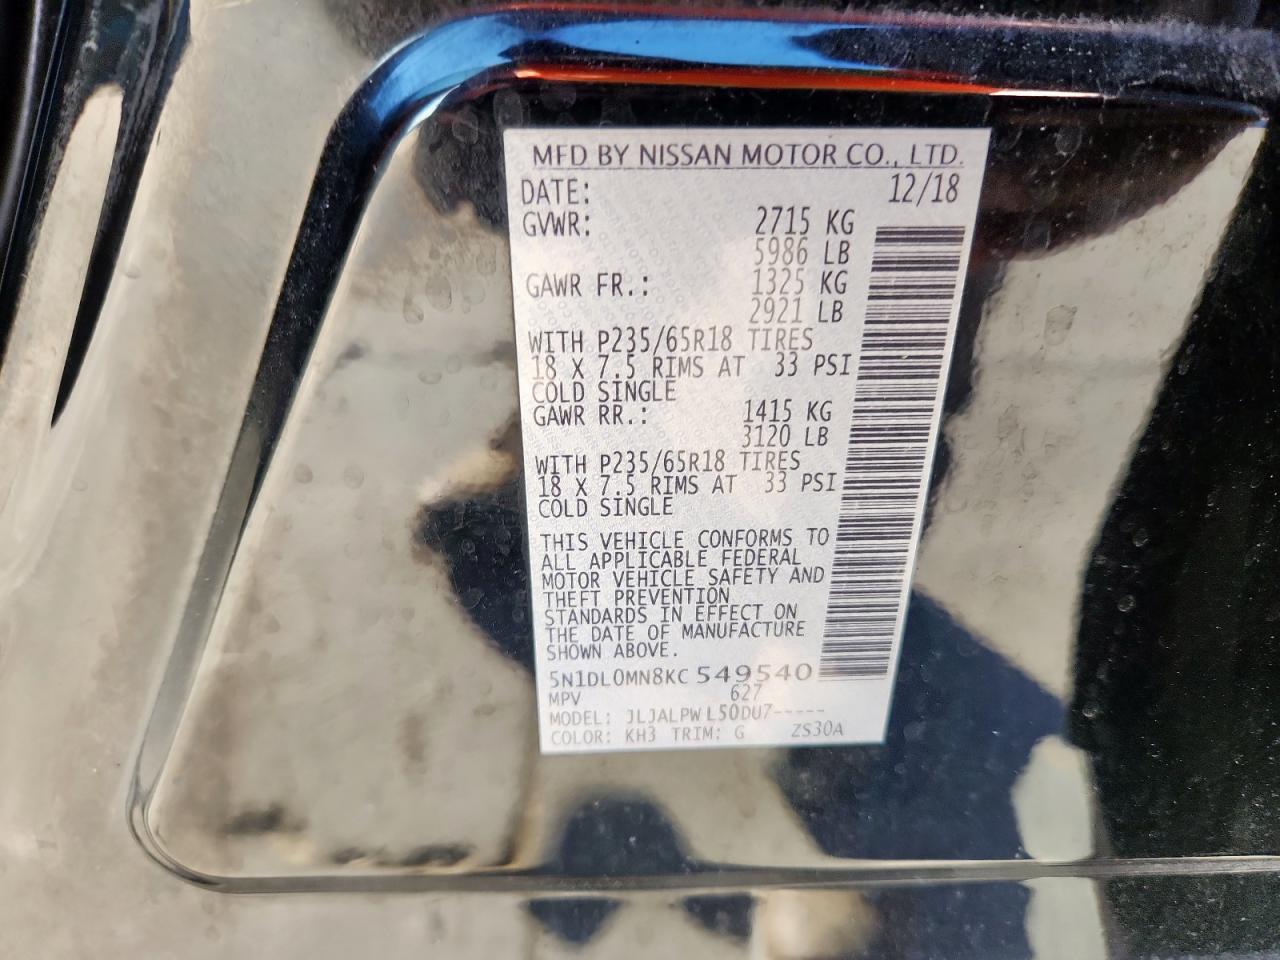 MFD BY NISSAN MOTOR CO., LTD.
DATE: 12/18
GVWR: 2715 KG
5986 LB
GAWR FR.: 1325 KG
2921 LB
WITH P235/65R18 TIRES
18 X 7.5 RIMS AT 33 PSI
COLD SINGLE
GAWR RR.: 1415 KG
3120 LB
WITH P235/65R18 TIRES
18 X 7.5 RIMS AT 33 PSI
COLD SINGLE
THIS VEHICLE CONFORMS TO
ALL APPLICABLE FEDERAL
MOTOR VEHICLE SAFETY AND
THEFT PREVENTION
STANDARDS IN EFFECT ON
THE DATE OF MANUFACTURE
SHOWN ABOVE.
5N1DL0MN8KC549540
MPV 627
MODEL: JLJALPWL50DU7-----
COLOR: KH3 TRIM: G ZS30A